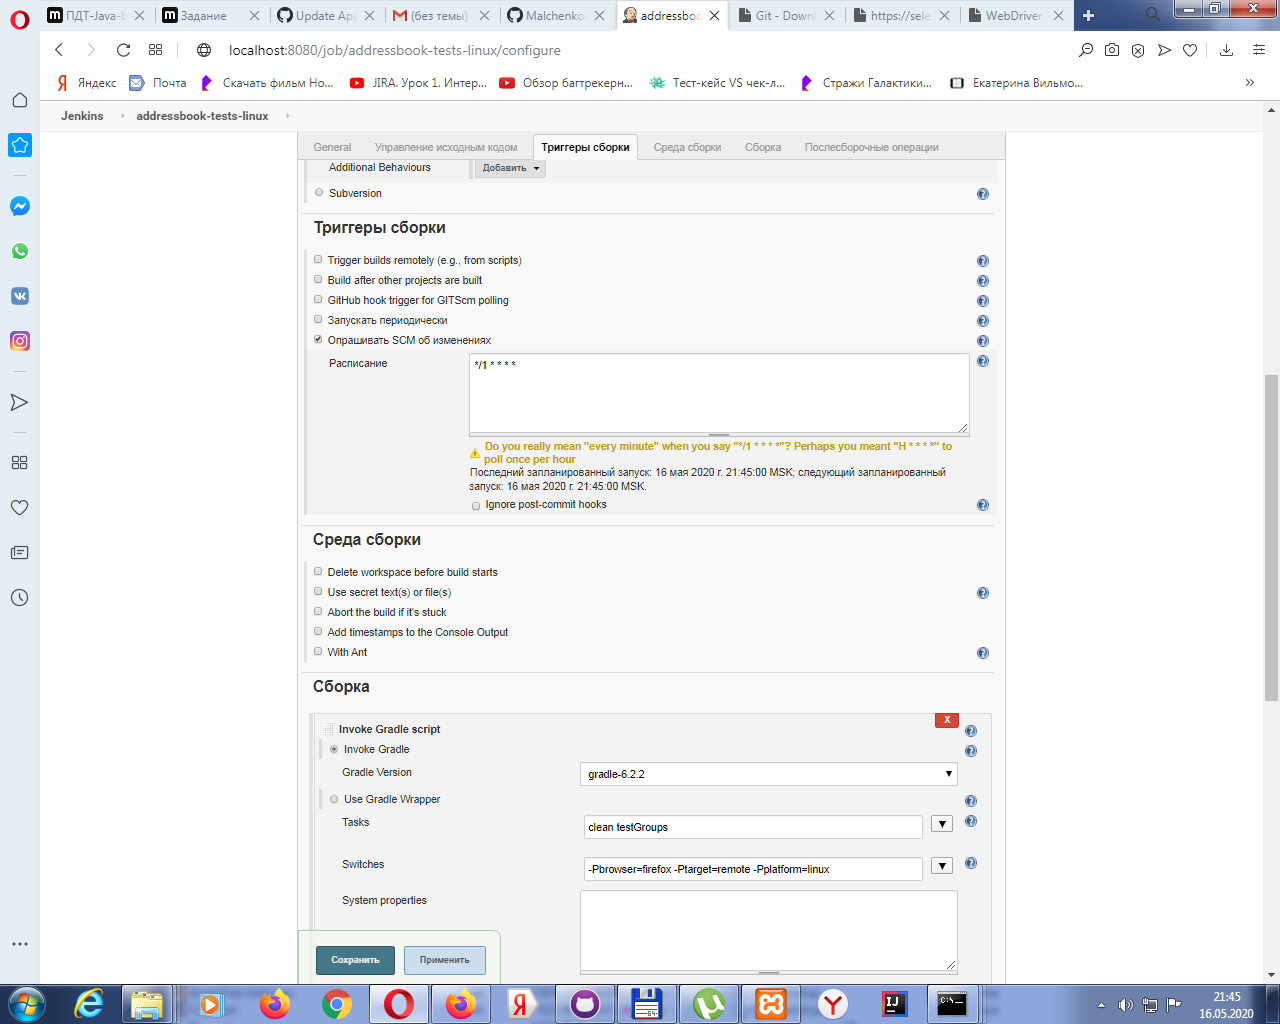 ПДТ-Java-b
Задание
Update App
(без темы)
Malchenko
addressboo
Git - Downl
https://sele
WebDriver
localhost:8080/job/addressbook-tests-linux/configure
Яндекс
Почта
Скачать фильм Но...
JIRA. Урок 1. Интер...
Обзор багтрекерн...
Тест-кейс VS чек-л...
Стражи Галактики...
Екатерина Вильмо...
»
Jenkins
addressbook-tests-linux
General
Управление исходным кодом
Триггеры сборки
Среда сборки
Сборка
Послесборочные операции
Additional Behaviours
Добавить
Subversion
Триггеры сборки
Trigger builds remotely (e.g., from scripts)
Build after other projects are built
GitHub hook trigger for GITScm polling
Запускать периодически
Опрашивать SCM об изменениях
Расписание
*/1 * * * *
Do you really mean "every minute" when you say "*/1 * * * *"? Perhaps you meant "H * * * *" to
poll once per hour
Последний запланированный запуск: 16 мая 2020 г. 21:45:00 MSK; следующий запланированный
запуск: 16 мая 2020 г. 21:45:00 MSK.
Ignore post-commit hooks
Среда сборки
Delete workspace before build starts
Use secret text(s) or file(s)
Abort the build if it's stuck
Add timestamps to the Console Output
With Ant
Сборка
X
Invoke Gradle script
Invoke Gradle
Gradle Version
gradle-6.2.2
Use Gradle Wrapper
Tasks
clean testGroups
Switches
-Pbrowser=firefox -Ptarget=remote -Pplatform=linux
System properties
Сохранить
Применить
21:45
16.05.2020